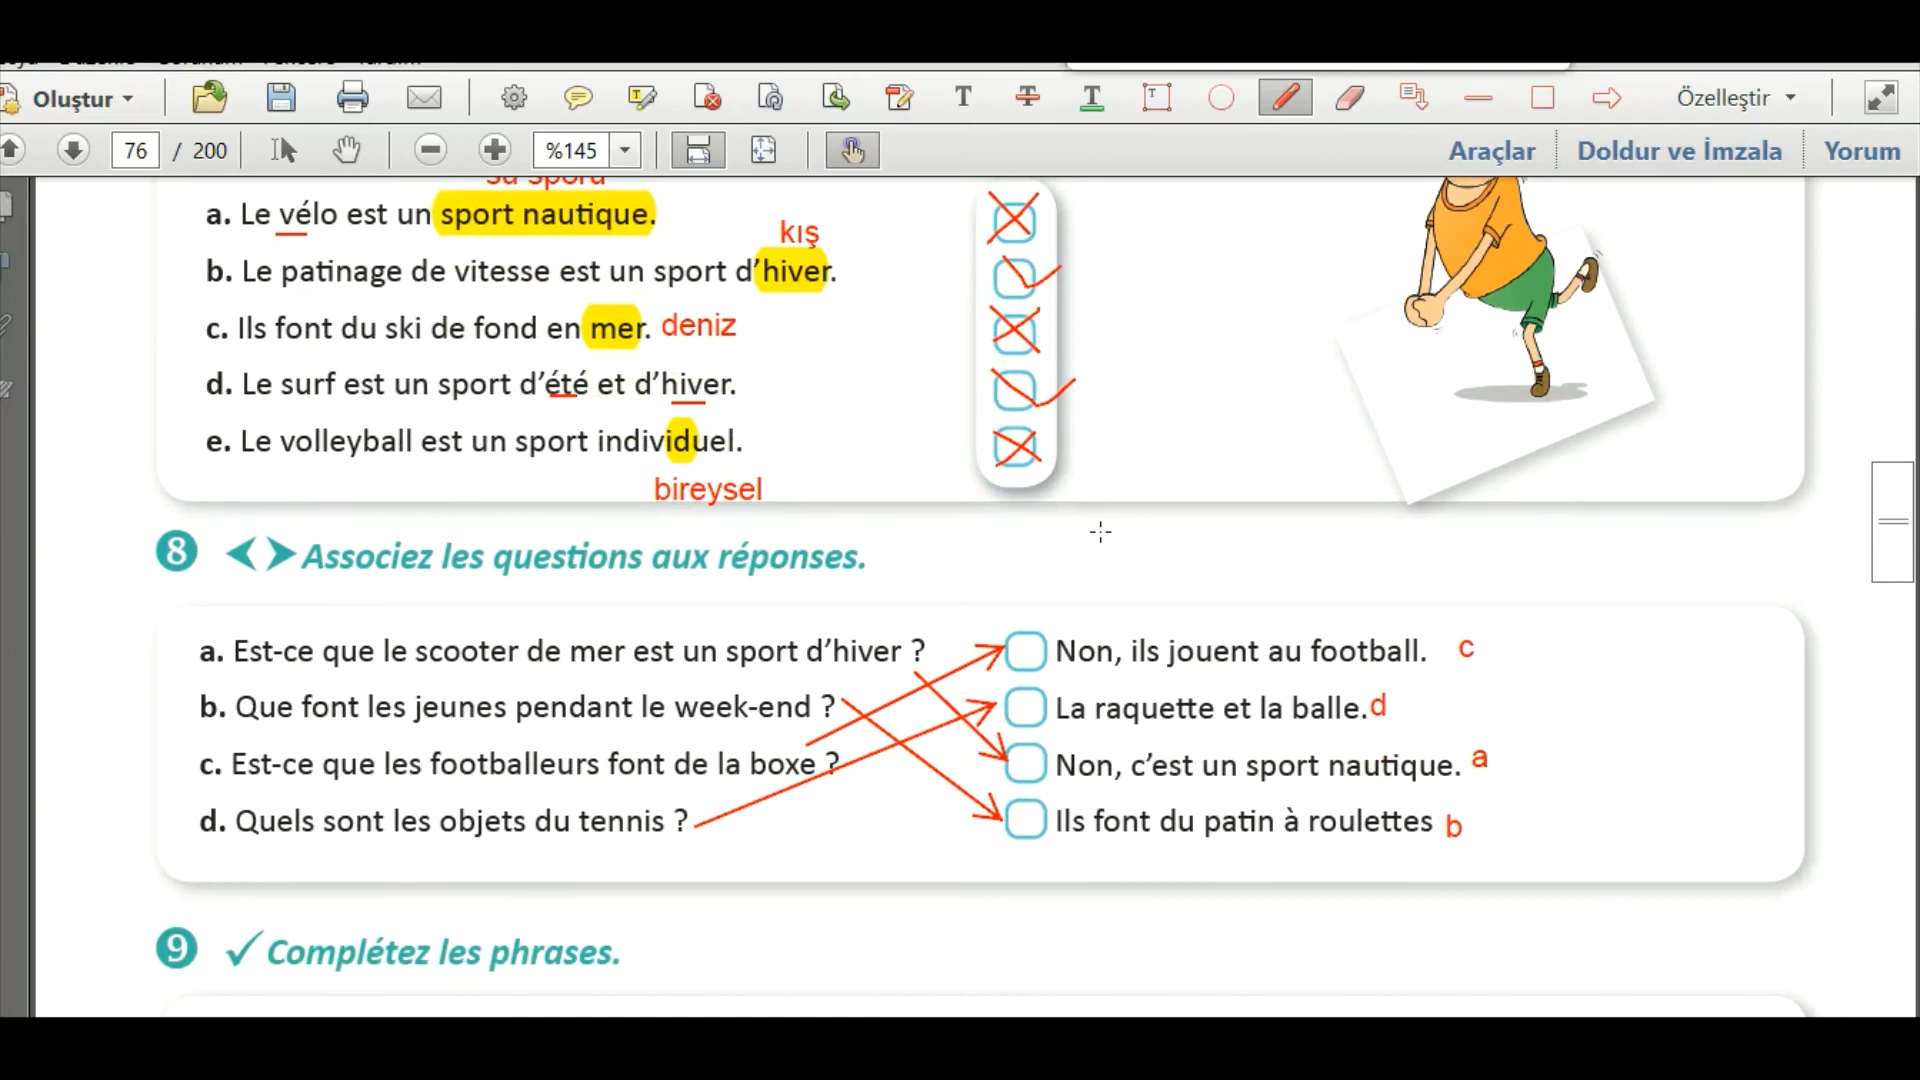 Oluştur
Özelleştir
76 / 200
%145
Araçlar
Doldur ve İmzala
Yorum
su sporu
a. Le vélo est un sport nautique.
kış
b. Le patinage de vitesse est un sport d’hiver.
c. Ils font du ski de fond en mer. deniz
d. Le surf est un sport d’été et d’hiver.
e. Le volleyball est un sport individuel.
bireysel
8 Associez les questions aux réponses.
a. Est-ce que le scooter de mer est un sport d’hiver ?
Non, ils jouent au football. c
b. Que font les jeunes pendant le week-end ?
La raquette et la balle. d
c. Est-ce que les footballeurs font de la boxe ?
Non, c’est un sport nautique. a
d. Quels sont les objets du tennis ?
Ils font du patin à roulettes b
9 Complétez les phrases.